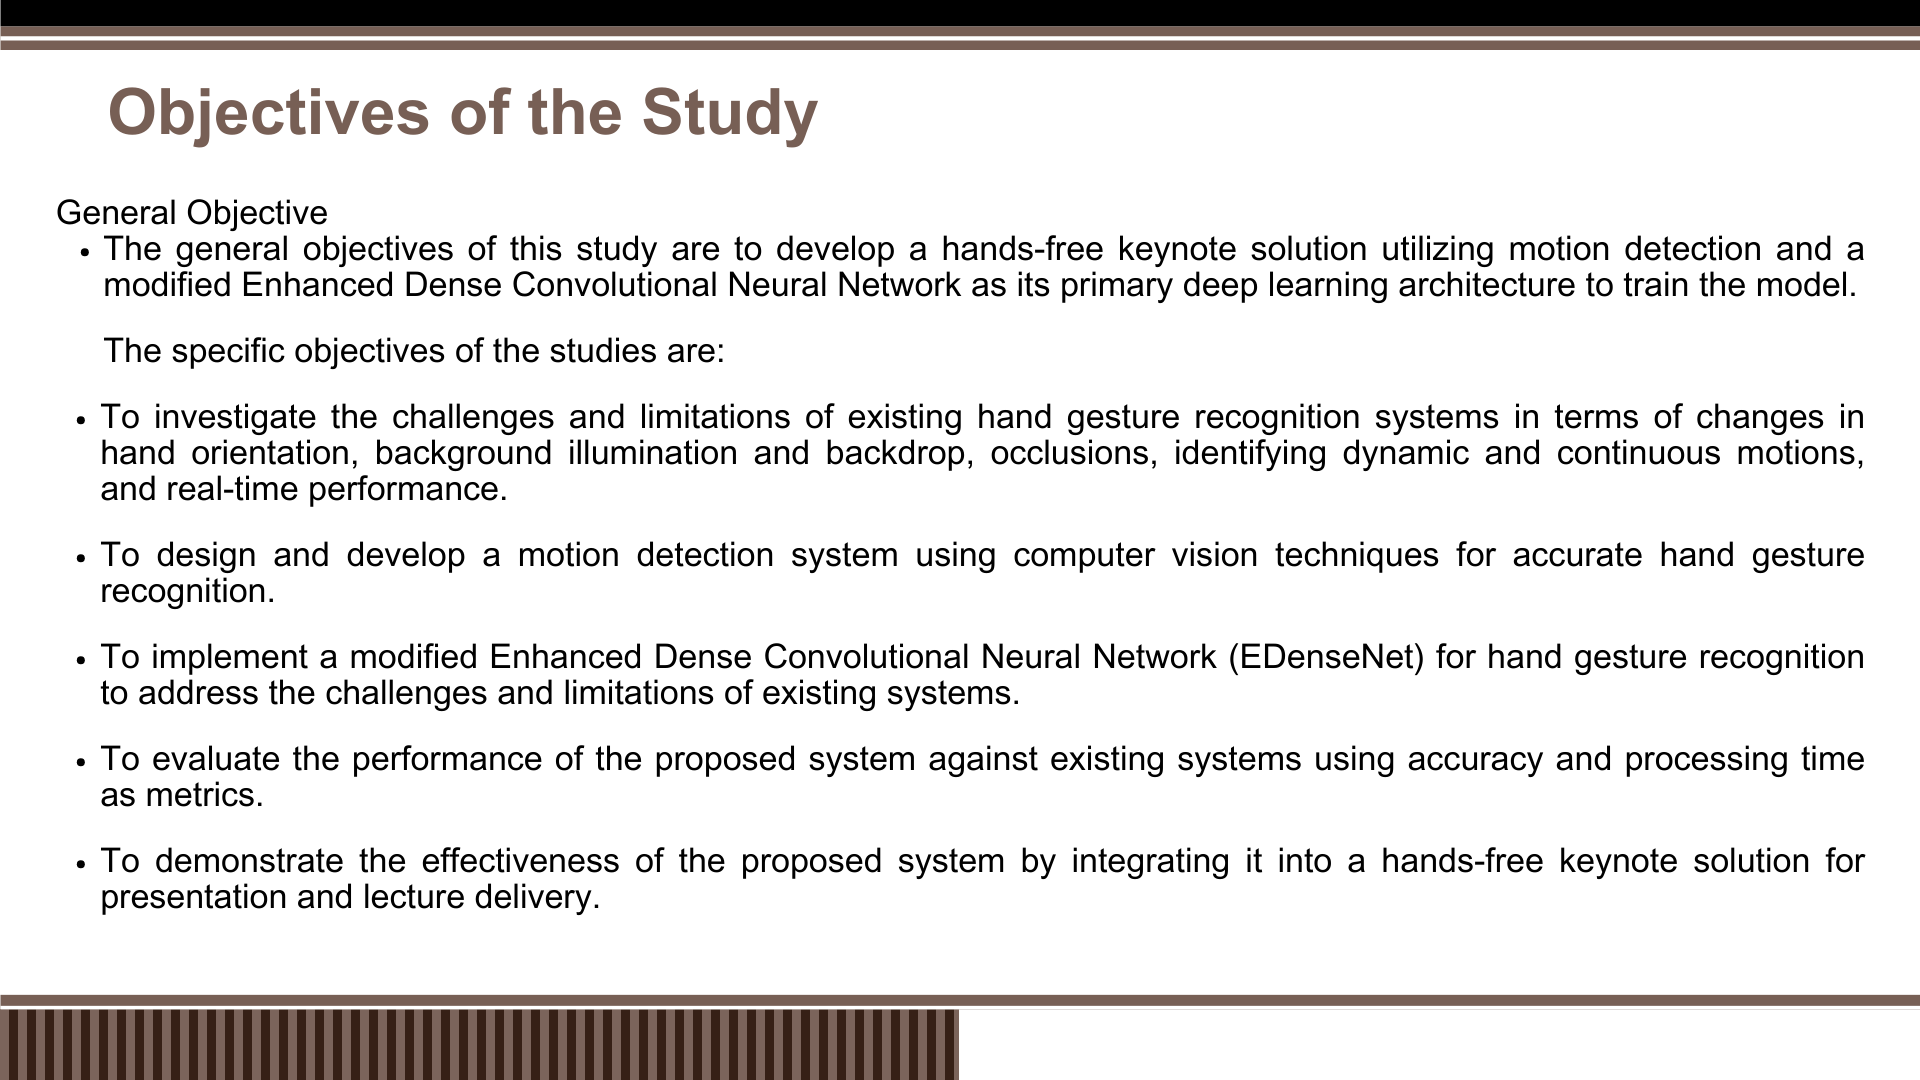 Objectives of the Study
General Objective
• The general objectives of this study are to develop a hands-free keynote solution utilizing motion detection and a
modified Enhanced Dense Convolutional Neural Network as its primary deep learning architecture to train the model.
The specific objectives of the studies are:
• To investigate the challenges and limitations of existing hand gesture recognition systems in terms of changes in
hand orientation, background illumination and backdrop, occlusions, identifying dynamic and continuous motions,
and real-time performance.
• To design and develop a motion detection system using computer vision techniques for accurate hand gesture
recognition.
• To implement a modified Enhanced Dense Convolutional Neural Network (EDenseNet) for hand gesture recognition
to address the challenges and limitations of existing systems.
• To evaluate the performance of the proposed system against existing systems using accuracy and processing time
as metrics.
• To demonstrate the effectiveness of the proposed system by integrating it into a hands-free keynote solution for
presentation and lecture delivery.